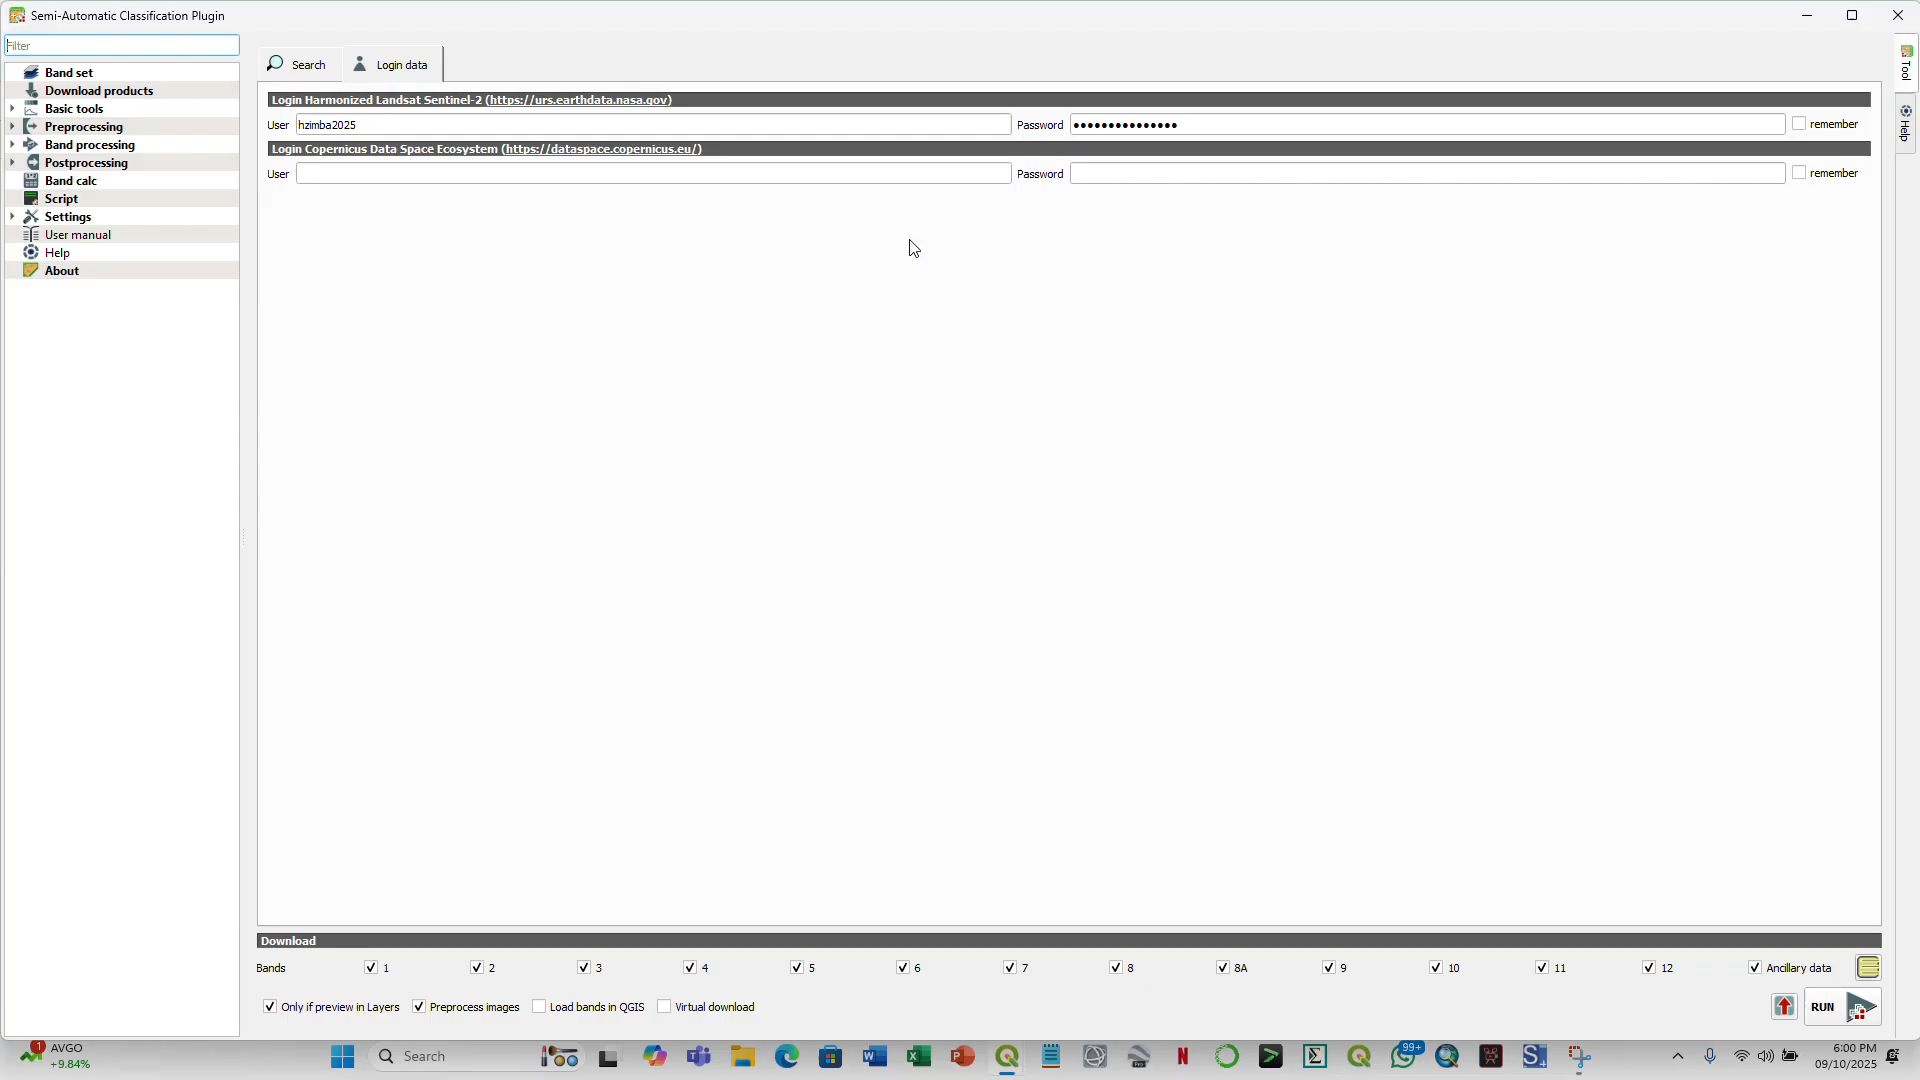 Semi-Automatic Classification Plugin
Filter
Band set
Download products
Basic tools
Preprocessing
Band processing
Postprocessing
Band calc
Script
Settings
User manual
Help
About
Search
Login data
Login Harmonized Landsat Sentinel-2 (https://urs.earthdata.nasa.gov)
User hzimba2025 Password ●●●●●●●●●●●●●●● remember
Login Copernicus Data Space Ecosystem (https://dataspace.copernicus.eu/)
User Password remember
Tool
Help
Download
Bands 1 2 3 4 5 6 7 8 8A 9 10 11 12 Ancillary data
Only if preview in Layers Preprocess images Load bands in QGIS Virtual download
RUN
1
AVGO
+9.84%
Search
99+
6:00 PM
09/10/2025